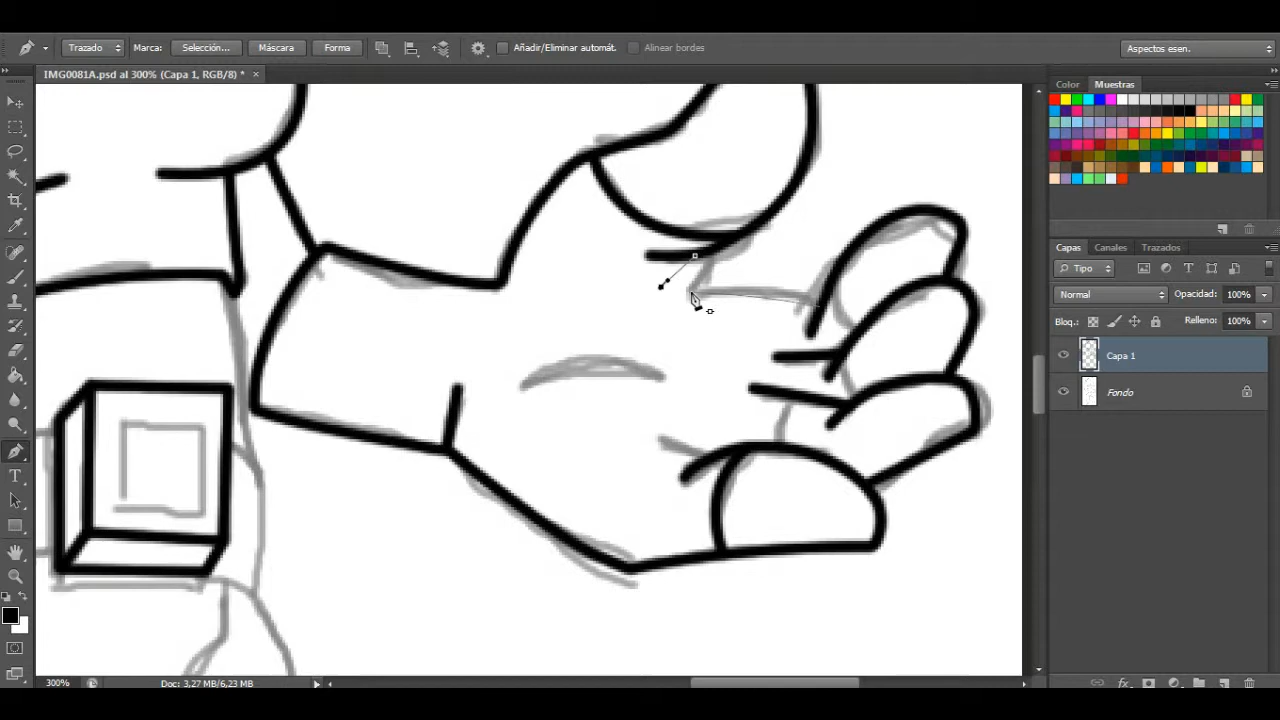 Trazado Marca: Selección... Máscara Forma Añadir/Eliminar automát. Alinear bordes Aspectos esen.
IMG0081A.psd al 300% (Capa 1, RGB/8) * ×
Color Muestras
Capas Canales Trazados
Tipo
Normal Opacidad: 100%
Bloq.: Relleno: 100%
Capa 1
Fondo
300% Doc: 3,27 MB/6,23 MB